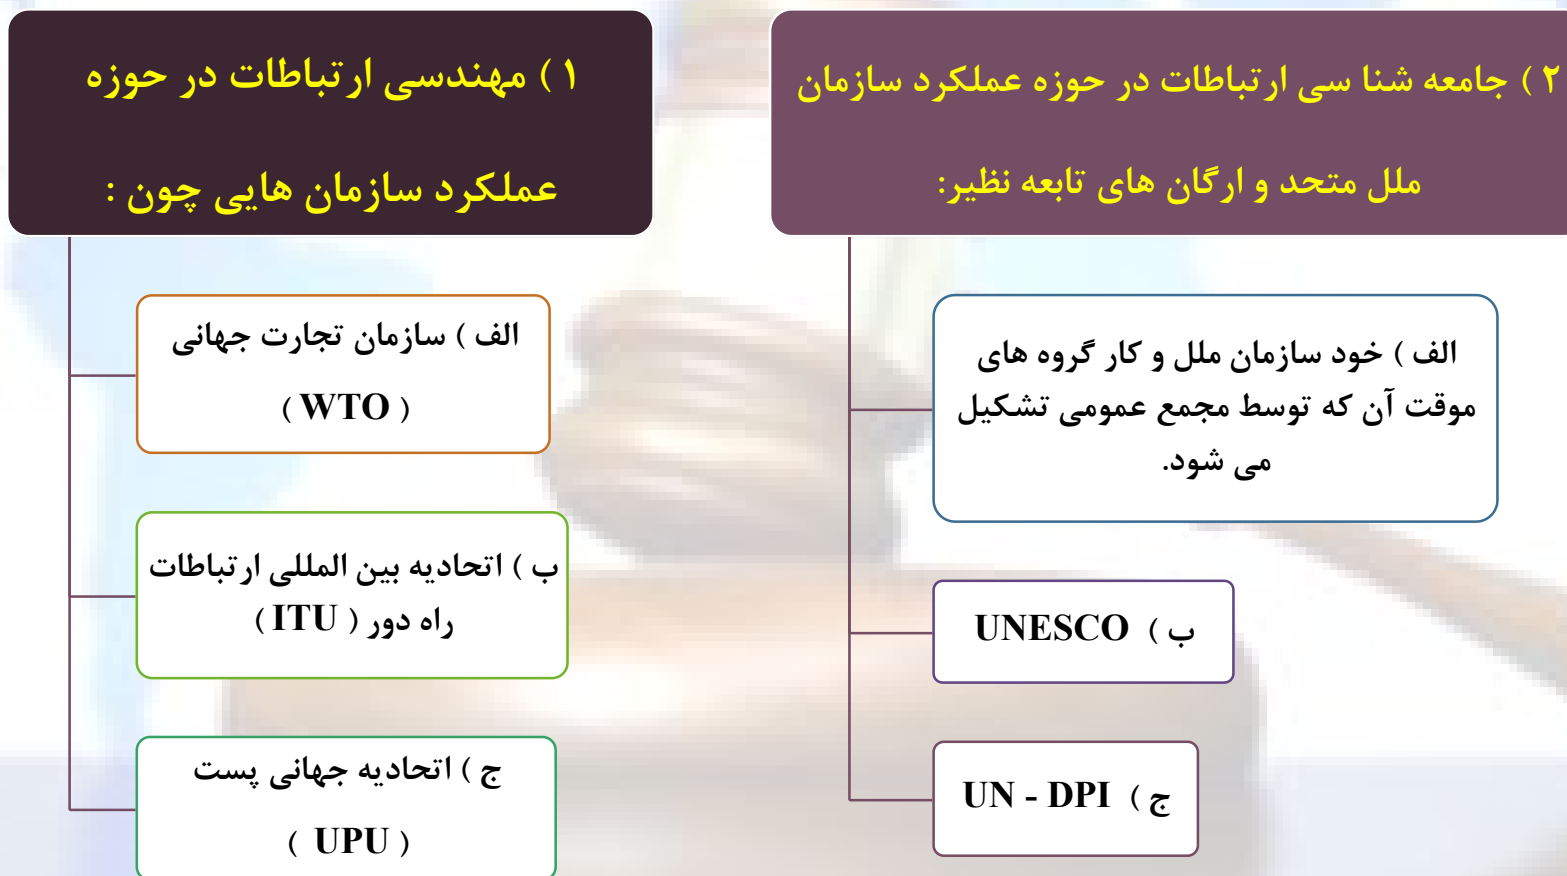 ۱ ) مهندسی ارتباطات در حوزه
عملکرد سازمان هایی چون :
الف ) سازمان تجارت جهانی
( WTO )
ب ) اتحادیه بین المللی ارتباطات
راه دور ( ITU )
ج ) اتحادیه جهانی پست
( UPU )
۲ ) جامعه شنا سی ارتباطات در حوزه عملکرد سازمان
ملل متحد و ارگان های تابعه نظیر:
الف ) خود سازمان ملل و کار گروه های
موقت آن که توسط مجمع عمومی تشکیل
می شود.
ب ) UNESCO
ج ) UN - DPI